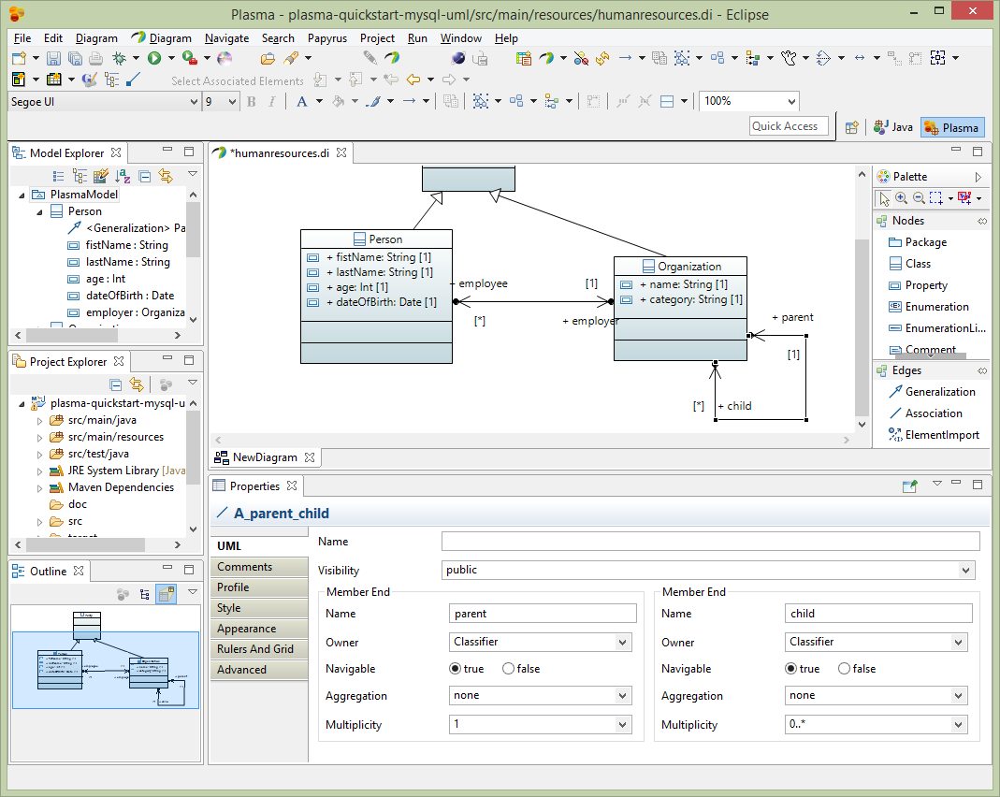 Plasma - plasma-quickstart-mysql-uml/src/main/resources/humanresources.di - Eclipse
File Edit Diagram Diagram Navigate Search Papyrus Project Run Window Help
Select Associated Elements
Segoe UI 9 B I A 100%
Quick Access Java Plasma
Model Explorer
PlasmaModel
Person
<Generalization> Pa
fistName : String
lastName : String
age : Int
dateOfBirth : Date
employer : Organiza
Project Explorer
plasma-quickstart-mysql-u
src/main/java
src/main/resources
src/test/java
JRE System Library [Java
Maven Dependencies
doc
src
target
Outline
*humanresources.di
Person
+ fistName: String [1]
+ lastName: String [1]
+ age: Int [1]
+ dateOfBirth: Date [1]
+ employee
[1]
[*]
+ employer
Organization
+ name: String [1]
+ category: String [1]
+ parent
[1]
[*] + child
NewDiagram
Palette
Nodes
Package
Class
Property
Enumeration
EnumerationLi...
Comment
Edges
Generalization
Association
ElementImport
Properties
A_parent_child
UML
Comments
Profile
Style
Appearance
Rulers And Grid
Advanced
Name
Visibility public
Member End
Name parent
Owner Classifier
Navigable true false
Aggregation none
Multiplicity 1
Member End
Name child
Owner Classifier
Navigable true false
Aggregation none
Multiplicity 0..*